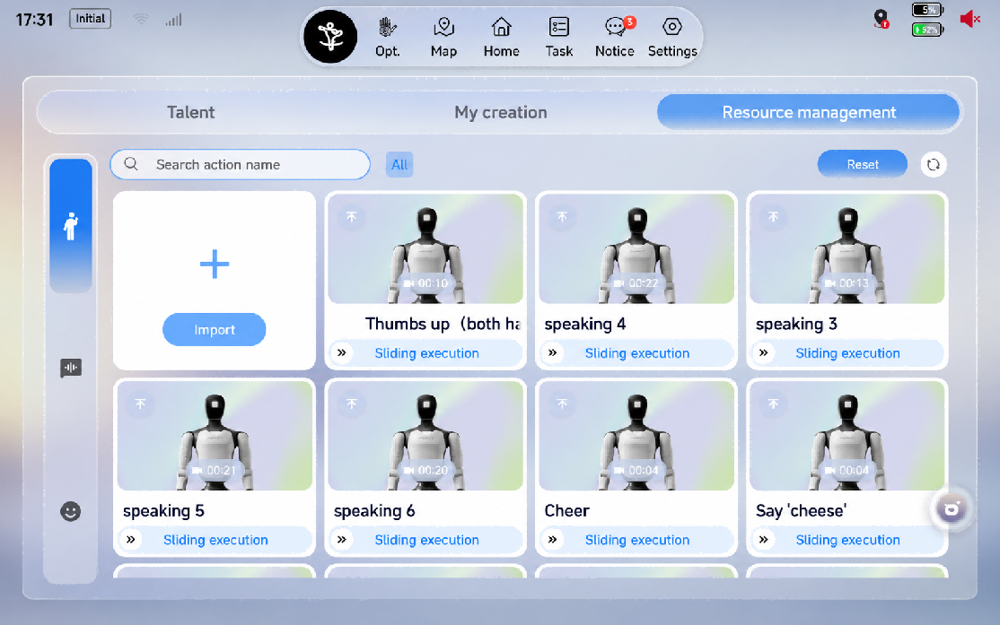 17:31 Initial
5%
52%
Opt. Map Home Task Notice Settings
3
Talent My creation Resource management
Search action name All Reset
Import
00:10
Thumbs up（both ha
Sliding execution
00:22
speaking 4
Sliding execution
00:13
speaking 3
Sliding execution
00:21
speaking 5
Sliding execution
00:20
speaking 6
Sliding execution
00:04
Cheer
Sliding execution
00:04
Say 'cheese'
Sliding execution